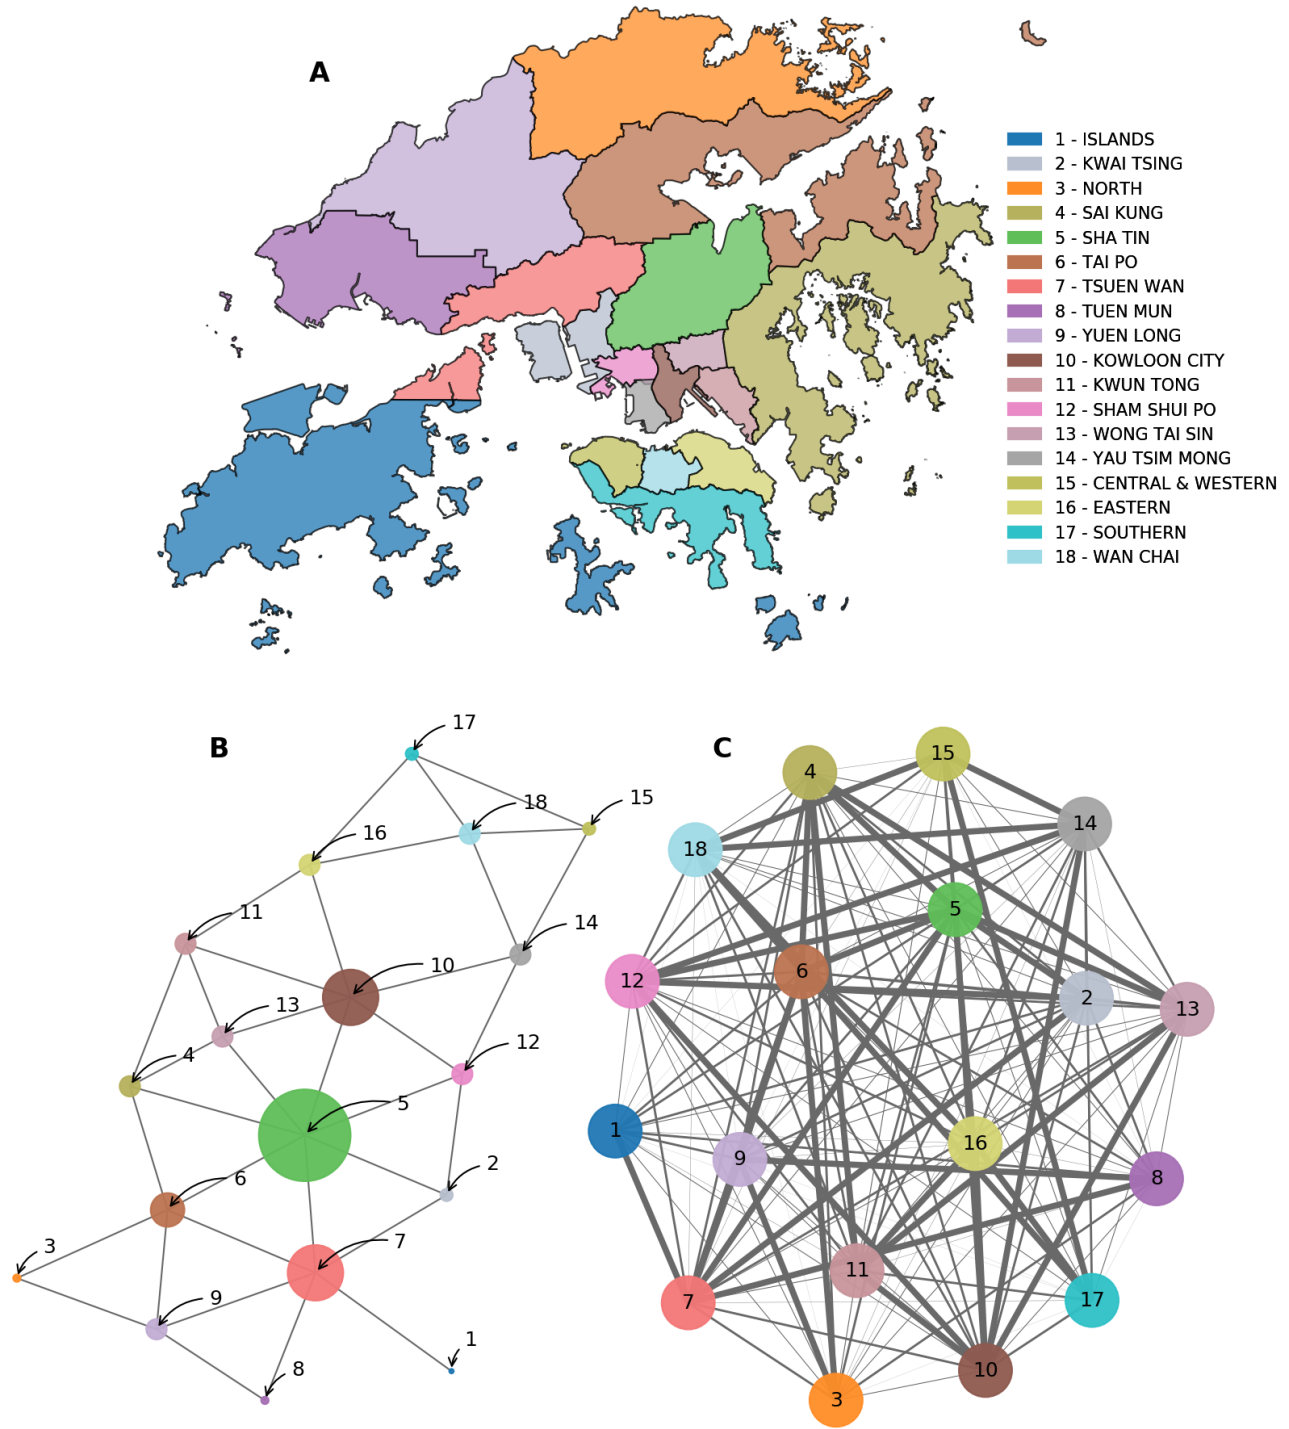 A
1 - ISLANDS
2 - KWAI TSING
3 - NORTH
4 - SAI KUNG
5 - SHA TIN
6 - TAI PO
7 - TSUEN WAN
8 - TUEN MUN
9 - YUEN LONG
10 - KOWLOON CITY
11 - KWUN TONG
12 - SHAM SHUI PO
13 - WONG TAI SIN
14 - YAU TSIM MONG
15 - CENTRAL & WESTERN
16 - EASTERN
17 - SOUTHERN
18 - WAN CHAI
B
17
18
15
16
11
14
10
13
12
4
5
2
6
7
3
9
1
8
C
15
4
14
18
5
6
12
2
13
1
16
9
8
11
17
7
10
3